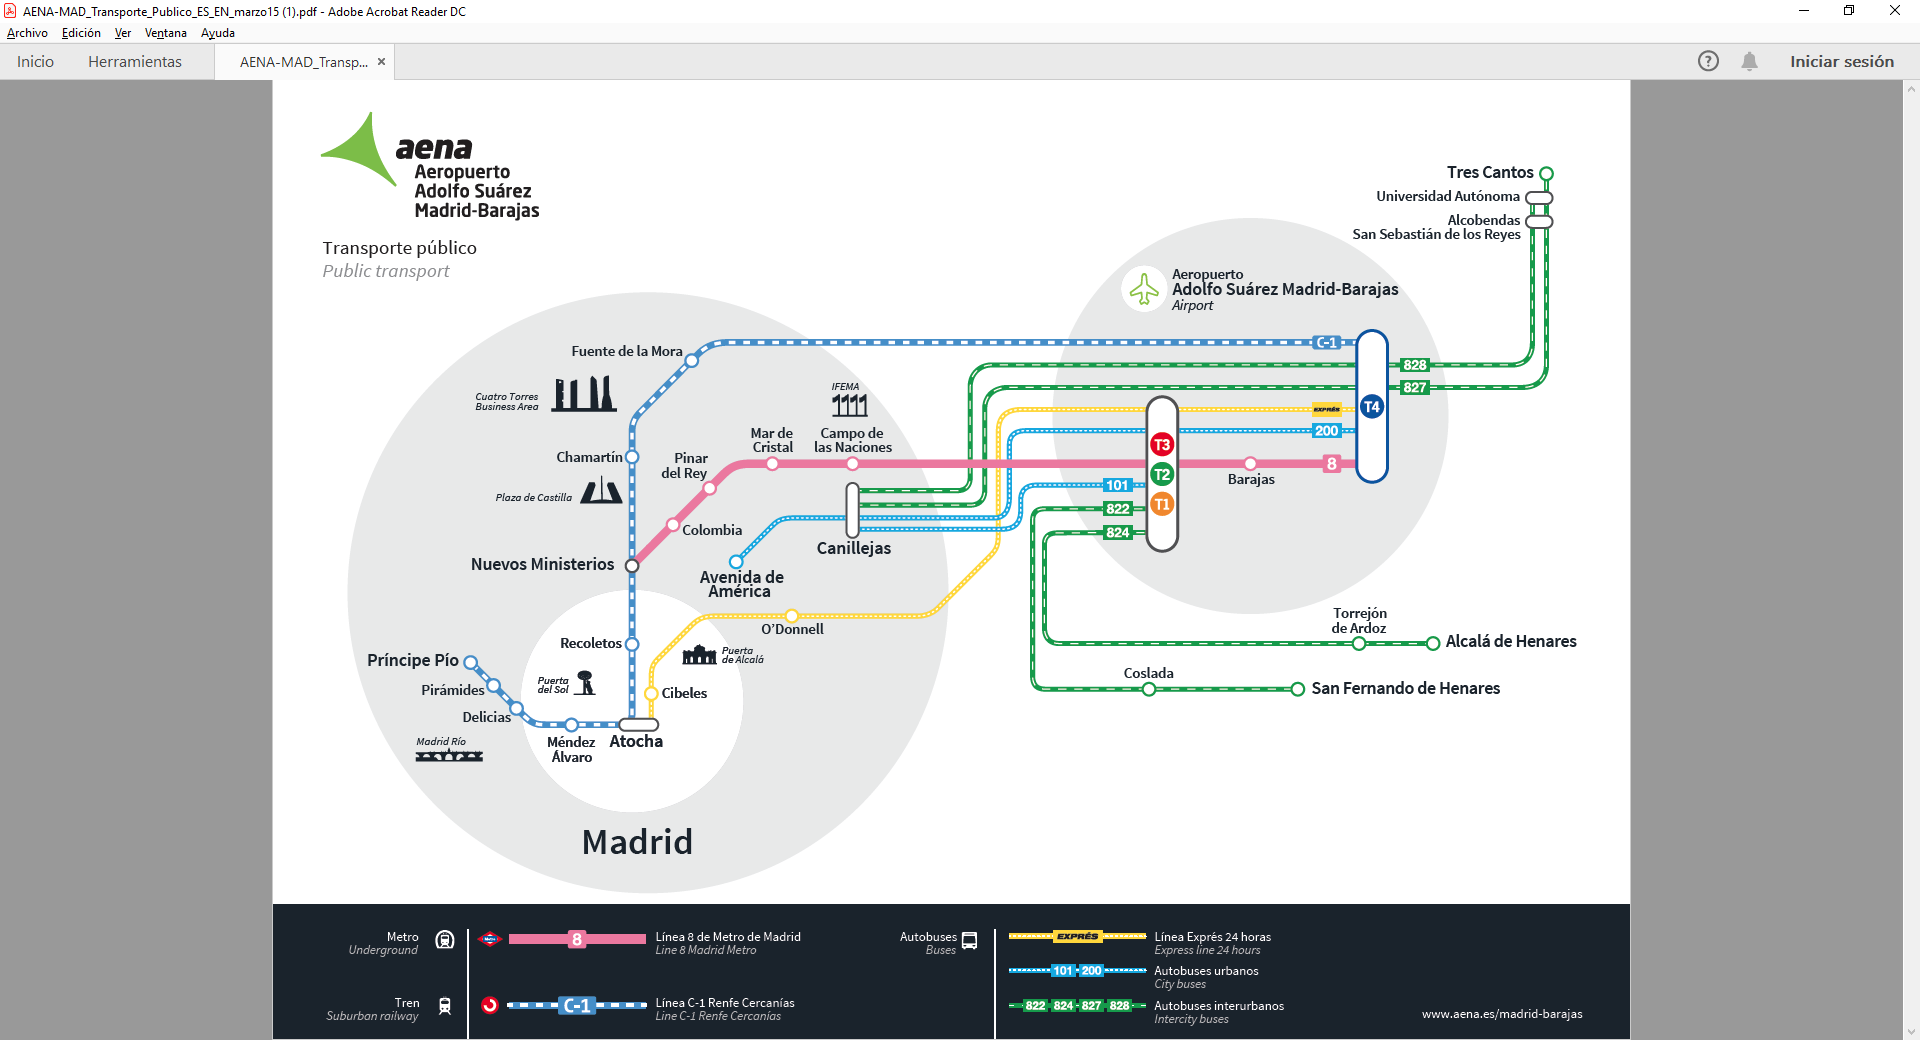 AENA-MAD_Transporte_Publico_ES_EN_marzo15 (1).pdf - Adobe Acrobat Reader DC
Archivo Edición Ver Ventana Ayuda
Inicio Herramientas AENA-MAD_Transp... × ? Iniciar sesión
aena
Aeropuerto
Adolfo Suárez
Madrid-Barajas
Transporte público
Public transport
Tres Cantos
Universidad Autónoma
Alcobendas
San Sebastián de los Reyes
Aeropuerto
Adolfo Suárez Madrid-Barajas
Airport
Fuente de la Mora
C-1
828
827
Cuatro Torres
Business Area
IFEMA
EXPRÉS
T4
200
Mar de
Cristal
Campo de
las Naciones
Chamartín
Pinar
del Rey
T3
T2
T1
8
Barajas
Plaza de Castilla
101
822
824
Colombia
Canillejas
Nuevos Ministerios
Avenida de
América
O'Donnell
Torrejón
de Ardoz
Alcalá de Henares
Recoletos
Puerta
de Alcalá
Príncipe Pío
Pirámides
Delicias
Puerta
del Sol
Cibeles
Coslada
San Fernando de Henares
Madrid Río
Méndez
Álvaro
Atocha
Madrid
Metro
Underground
Metro
8
Línea 8 de Metro de Madrid
Line 8 Madrid Metro
Tren
Suburban railway
C-1
Línea C-1 Renfe Cercanías
Line C-1 Renfe Cercanías
Autobuses
Buses
EXPRÉS
Línea Exprés 24 horas
Express line 24 hours
101 200
Autobuses urbanos
City buses
822 824 827 828
Autobuses interurbanos
Intercity buses
www.aena.es/madrid-barajas